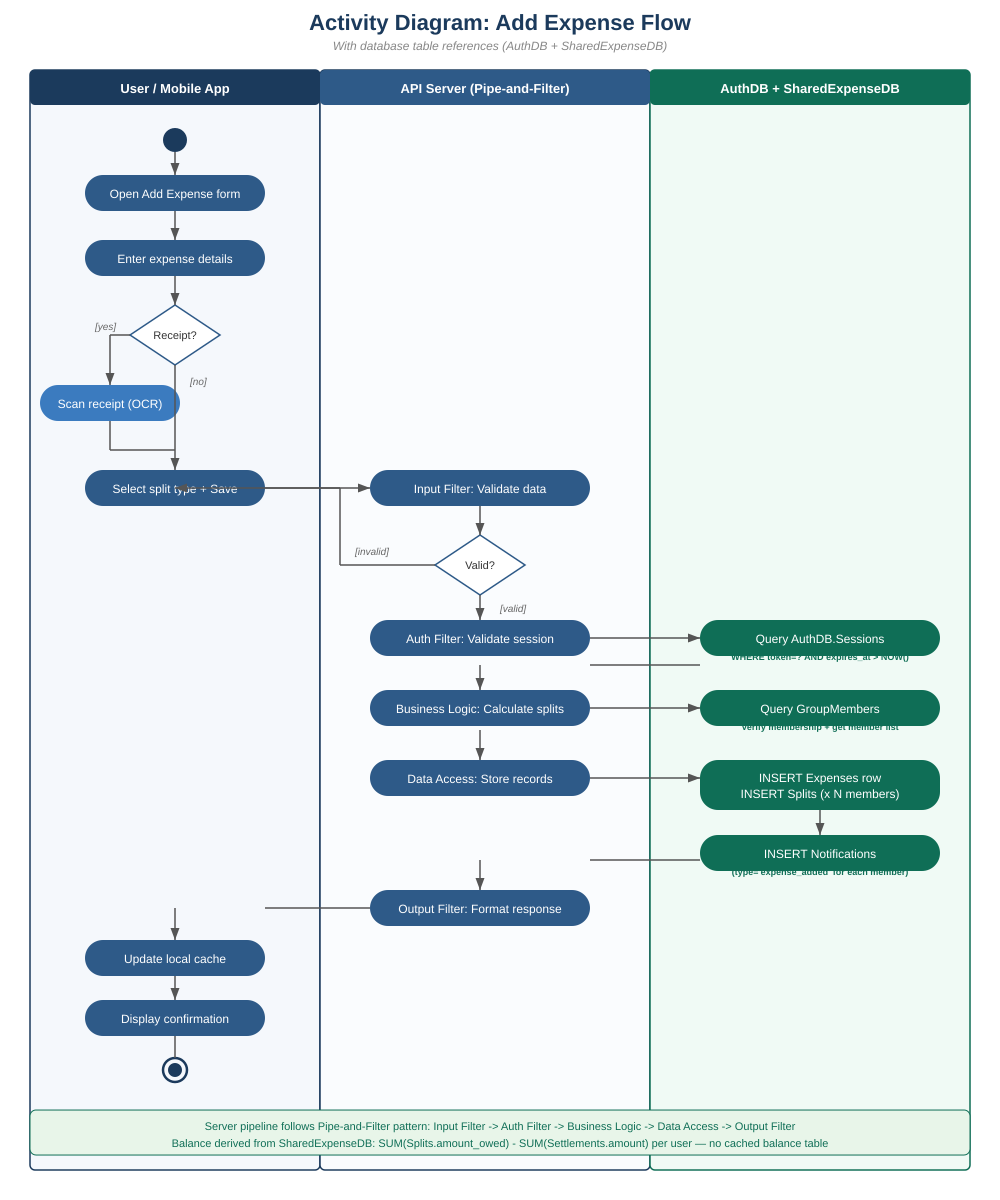 Activity Diagram: Add Expense Flow
With database table references (AuthDB + SharedExpenseDB)
User / Mobile App
API Server (Pipe-and-Filter)
AuthDB + SharedExpenseDB
Open Add Expense form
Enter expense details
Receipt?
[yes]
[no]
Scan receipt (OCR)
Select split type + Save
Input Filter: Validate data
Valid?
[invalid]
[valid]
Auth Filter: Validate session
Query AuthDB.Sessions
WHERE token=? AND expires_at > NOW()
Business Logic: Calculate splits
Query GroupMembers
verify membership + get member list
Data Access: Store records
INSERT Expenses row
INSERT Splits (x N members)
INSERT Notifications
(type='expense_added' for each member)
Output Filter: Format response
Update local cache
Display confirmation
Server pipeline follows Pipe-and-Filter pattern: Input Filter -> Auth Filter -> Business Logic -> Data Access -> Output Filter
Balance derived from SharedExpenseDB: SUM(Splits.amount_owed) - SUM(Settlements.amount) per user — no cached balance table